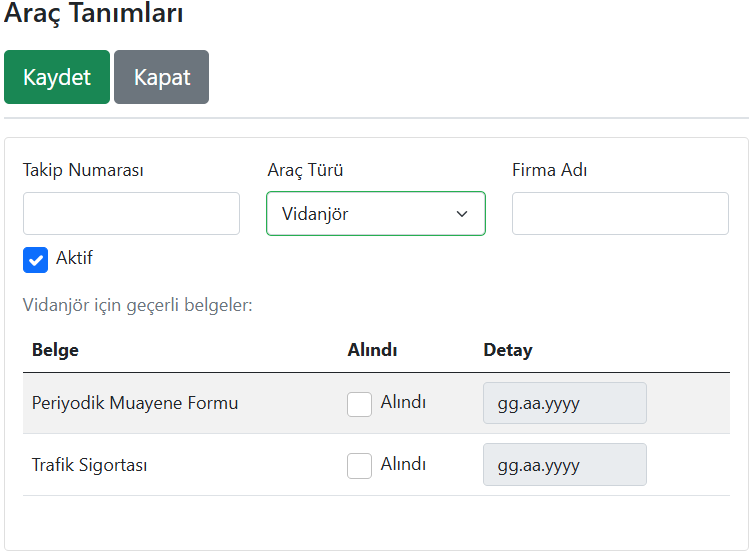 Araç Tanımları
Kaydet Kapat
Takip Numarası Araç Türü Firma Adı
Vidanjör
Aktif
Vidanjör için geçerli belgeler:
Belge Alındı Detay
Periyodik Muayene Formu Alındı gg.aa.yyyy
Trafik Sigortası Alındı gg.aa.yyyy